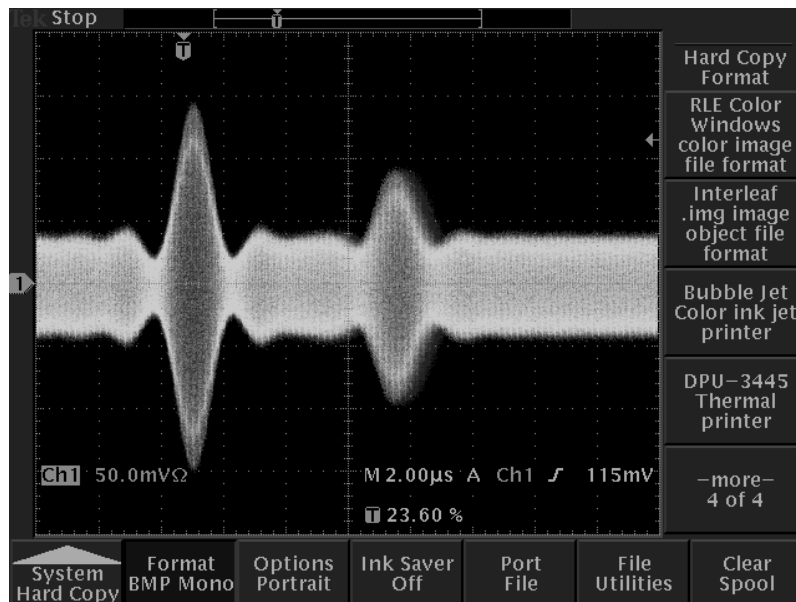 Tek Stop
T
T
Hard Copy
Format
RLE Color
Windows
color image
file format
Interleaf
.img image
object file
format
1
Bubble Jet
Color ink jet
printer
DPU-3445
Thermal
printer
Ch1 50.0mVΩ M 2.00µs A Ch1 115mV
T 23.60 %
-more-
4 of 4
System
Hard Copy
Format
BMP Mono
Options
Portrait
Ink Saver
Off
Port
File
File
Utilities
Clear
Spool